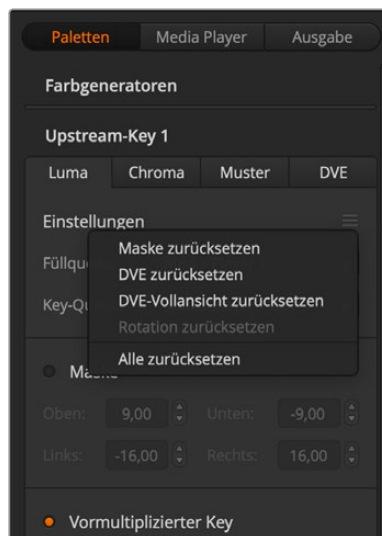 Paletten Media Player Ausgabe
Farbgeneratoren
Upstream-Key 1
Luma Chroma Muster DVE
Einstellungen
Maske zurücksetzen
DVE zurücksetzen
DVE-Vollansicht zurücksetzen
Rotation zurücksetzen
Alle zurücksetzen
Oben: 9,00 Unten: -9,00
Links: -16,00 Rechts: 16,00
Vormultiplizierter Key